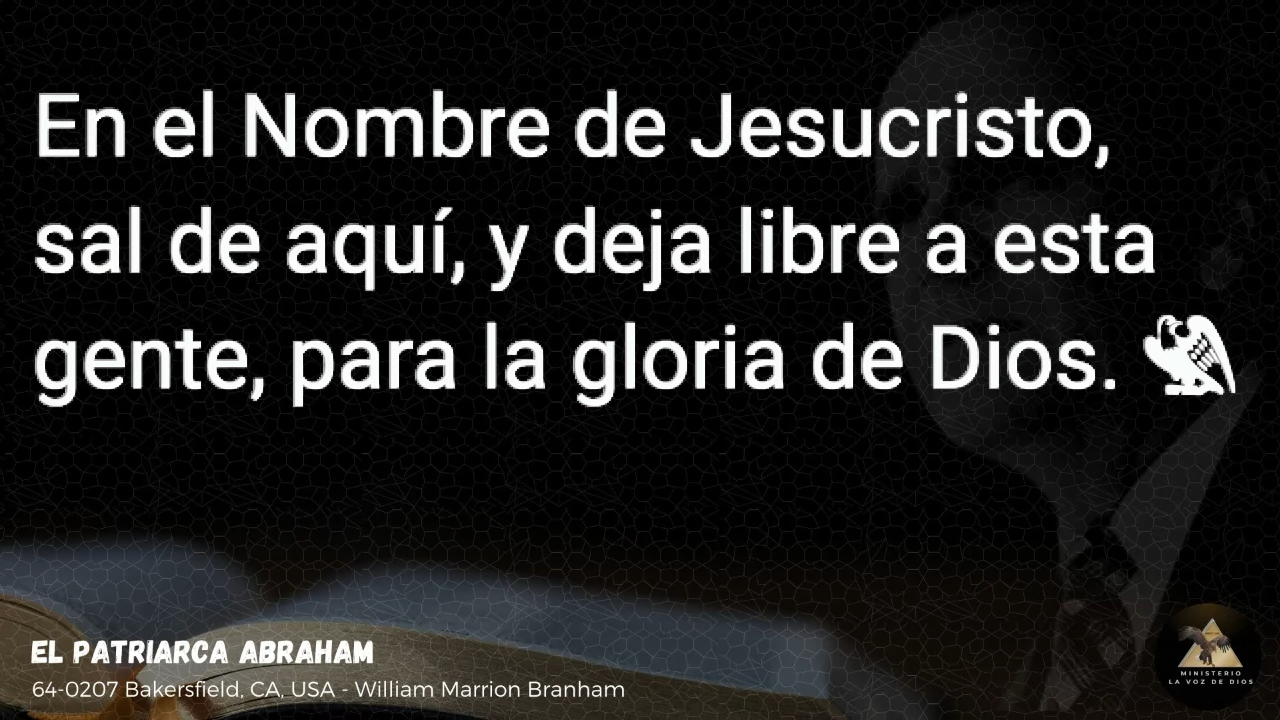 En el Nombre de Jesucristo,
sal de aquí, y deja libre a esta
gente, para la gloria de Dios.
EL PATRIARCA ABRAHAM
64-0207 Bakersfield, CA, USA - William Marrion Branham
MINISTERIO
LA VOZ DE DIOS